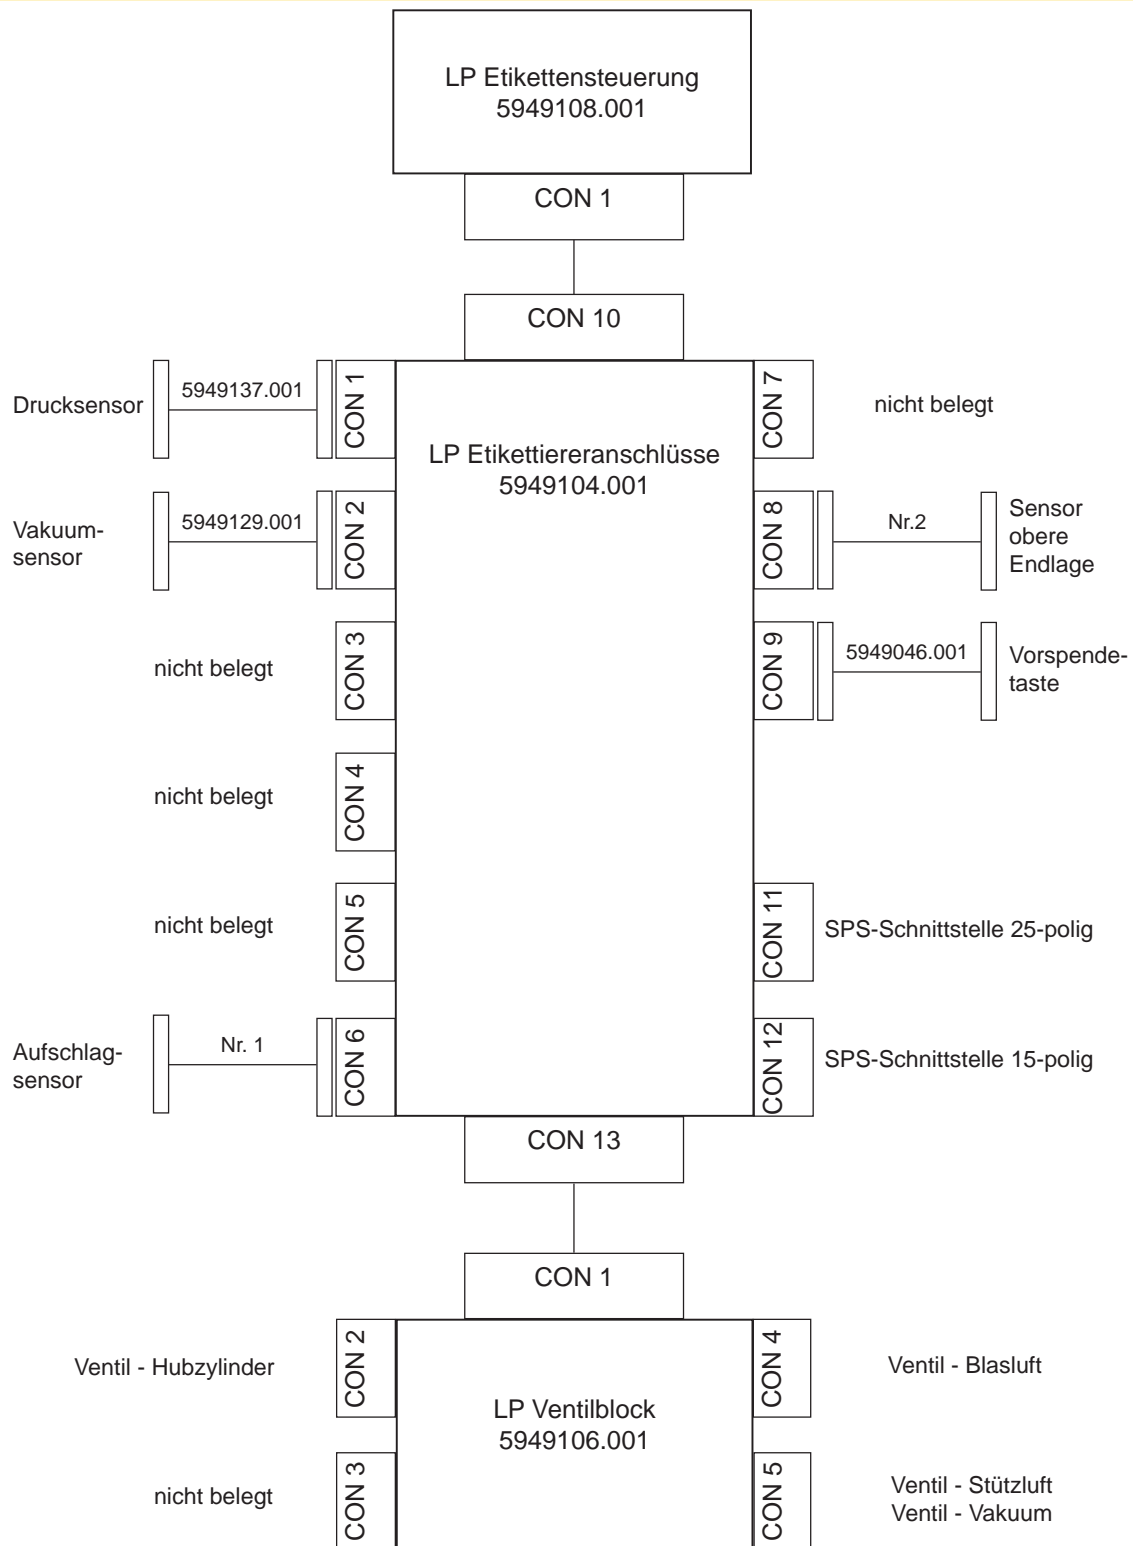 LP Etikettensteuerung
5949108.001
CON 1
CON 10
Drucksensor
5949137.001
CON 1
CON 7
nicht belegt
LP Etikettiereranschlüsse
5949104.001
Vakuum-
sensor
5949129.001
CON 2
CON 8
Nr.2
Sensor
obere
Endlage
nicht belegt
CON 3
CON 9
5949046.001
Vorspende-
taste
nicht belegt
CON 4
nicht belegt
CON 5
CON 11
SPS-Schnittstelle 25-polig
Aufschlag-
sensor
Nr. 1
CON 6
CON 12
SPS-Schnittstelle 15-polig
CON 13
CON 1
Ventil - Hubzylinder
CON 2
CON 4
Ventil - Blasluft
LP Ventilblock
5949106.001
nicht belegt
CON 3
CON 5
Ventil - Stützluft
Ventil - Vakuum